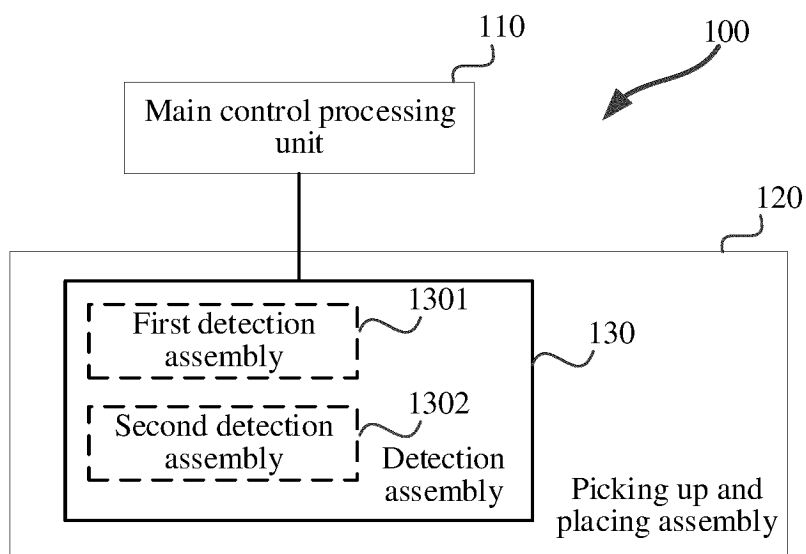 110
100
Main control processing
unit
120
1301
First detection
assembly
130
1302
Second detection
assembly
Detection
assembly
Picking up and
placing assembly